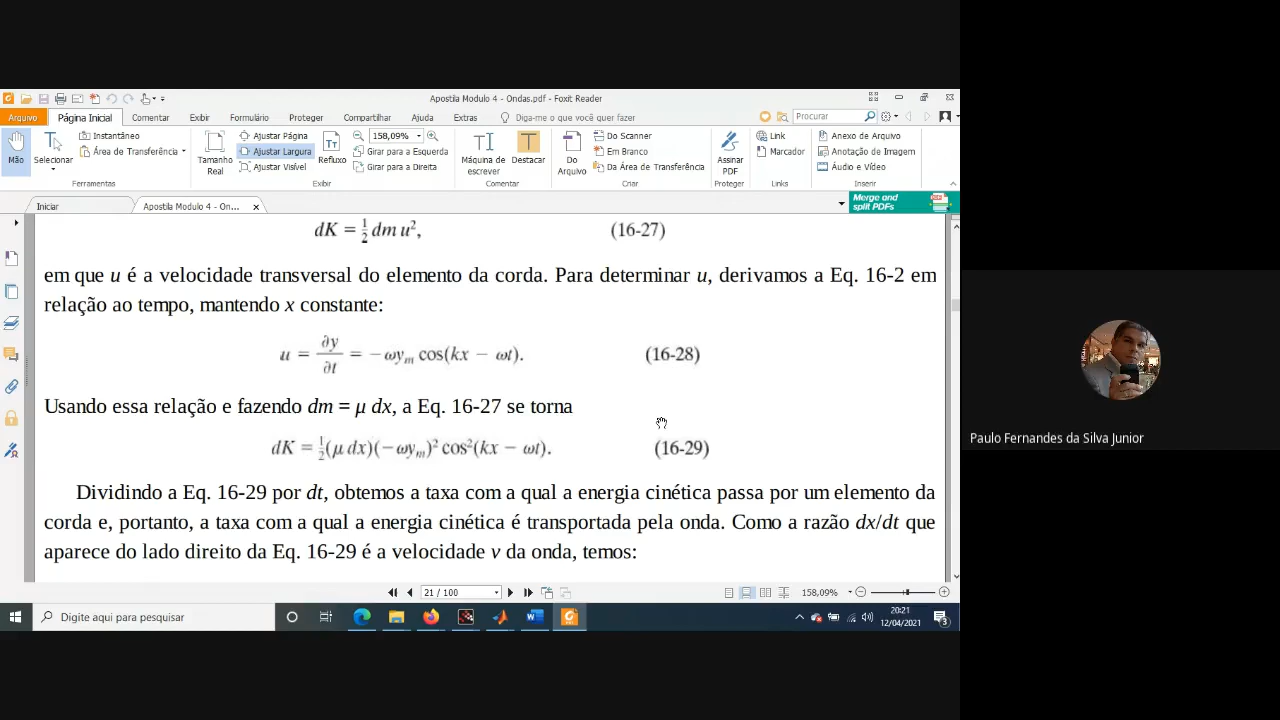 Apostila Modulo 4 - Ondas.pdf - Foxit Reader
Arquivo Página Inicial Comentar Exibir Formulário Proteger Compartilhar Ajuda Extras Diga-me o que você quer fazer Procurar
Mão
Selecionar
Instantâneo
Área de Transferência
Ferramentas
Tamanho Real
Ajustar Página
Ajustar Largura
Ajustar Visível
Refluxo
158,09%
Girar para a Esquerda
Girar para a Direita
Exibir
Máquina de escrever
Destacar
Comentar
Do Arquivo
Do Scanner
Em Branco
Da Área de Transferência
Criar
Assinar PDF
Proteger
Link
Marcador
Links
Anexo de Arquivo
Anotação de Imagem
Áudio e Vídeo
Inserir
Iniciar
Apostila Modulo 4 - On...
Merge and split PDFs
dK = ½ dm u², (16-27)
em que u é a velocidade transversal do elemento da corda. Para determinar u, derivamos a Eq. 16-2 em
relação ao tempo, mantendo x constante:
u = ∂y/∂t = −ωyₘ cos(kx − ωt). (16-28)
Usando essa relação e fazendo dm = μ dx, a Eq. 16-27 se torna
dK = ½(μ dx)(−ωyₘ)² cos²(kx − ωt). (16-29)
Dividindo a Eq. 16-29 por dt, obtemos a taxa com a qual a energia cinética passa por um elemento da
corda e, portanto, a taxa com a qual a energia cinética é transportada pela onda. Como a razão dx/dt que
aparece do lado direito da Eq. 16-29 é a velocidade v da onda, temos:
21 / 100
158,09%
Digite aqui para pesquisar
20:21
12/04/2021
3
Paulo Fernandes da Silva Junior